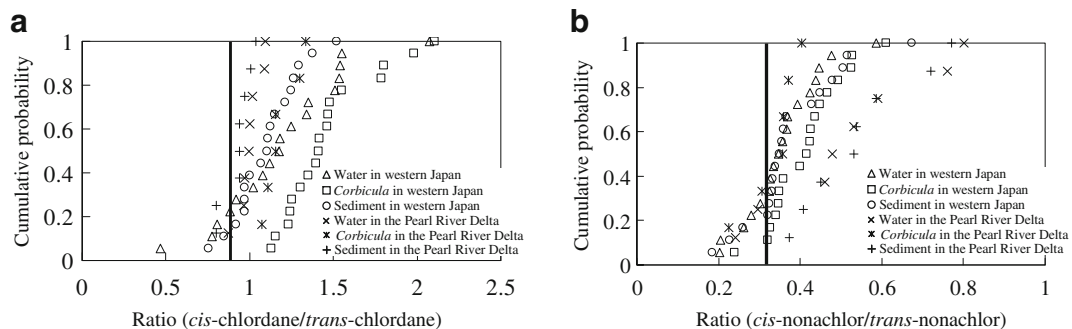 a
Cumulative probability
1
0.8
0.6
0.4
0.2
0
0
0.5
1
1.5
2
2.5
Ratio (cis-chlordane/trans-chlordane)
Water in western Japan
Corbicula in western Japan
Sediment in western Japan
Water in the Pearl River Delta
Corbicula in the Pearl River Delta
Sediment in the Pearl River Delta
b
Cumulative probability
1
0.8
0.6
0.4
0.2
0
0
0.2
0.4
0.6
0.8
1
Ratio (cis-nonachlor/trans-nonachlor)
Water in western Japan
Corbicula in western Japan
Sediment in western Japan
Water in the Pearl River Delta
Corbicula in the Pearl River Delta
Sediment in the Pearl River Delta